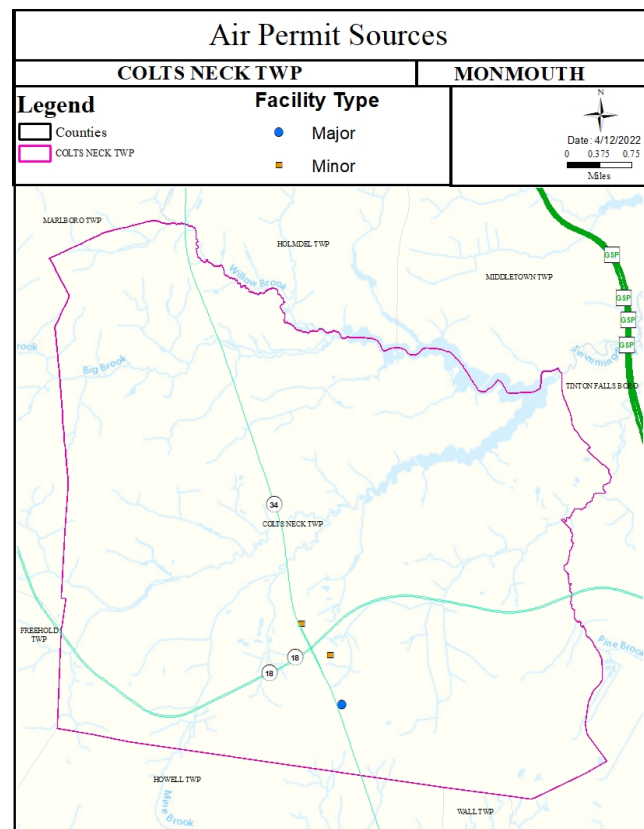 Air Permit Sources
COLTS NECK TWP
MONMOUTH
Legend
Counties
COLTS NECK TWP
Facility Type
Major
Minor
N
Date: 4/12/2022
0 0.375 0.75
Miles
MARLBORO TWP
HOLMDEL TWP
MIDDLETOWN TWP
GSP
GSP
GSP
GSP
Willow Brook
Swimming
rook
Big Brook
TINTON FALLS BORO
34
COLTS NECK TWP
FREEHOLD
TWP
18
18
Pine Brook
HOWELL TWP
Mine
Brook
WALL TWP